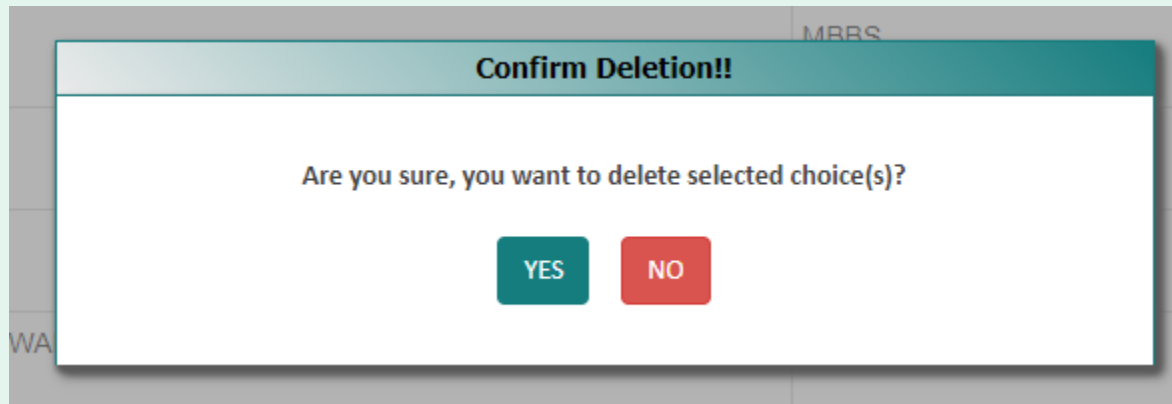 MBBS
Confirm Deletion!!
Are you sure, you want to delete selected choice(s)?
YES NO
WA